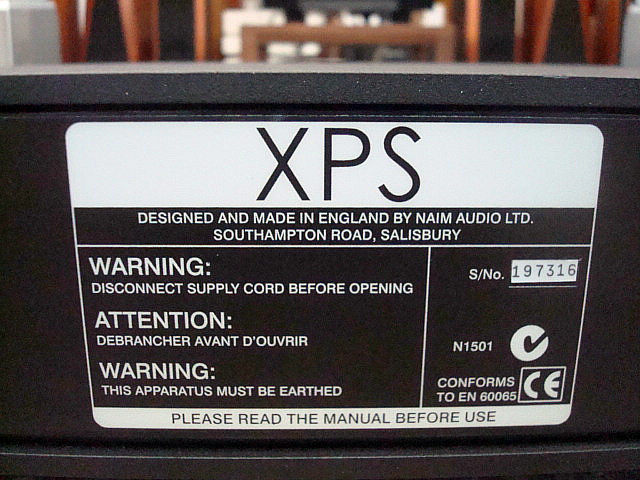 XPS
DESIGNED AND MADE IN ENGLAND BY NAIM AUDIO LTD.
SOUTHAMPTON ROAD, SALISBURY
WARNING:
DISCONNECT SUPPLY CORD BEFORE OPENING
ATTENTION:
DEBRANCHER AVANT D'OUVRIR
WARNING:
THIS APPARATUS MUST BE EARTHED
S/No. 197316
N1501
CONFORMS
TO EN 60065 CE
PLEASE READ THE MANUAL BEFORE USE